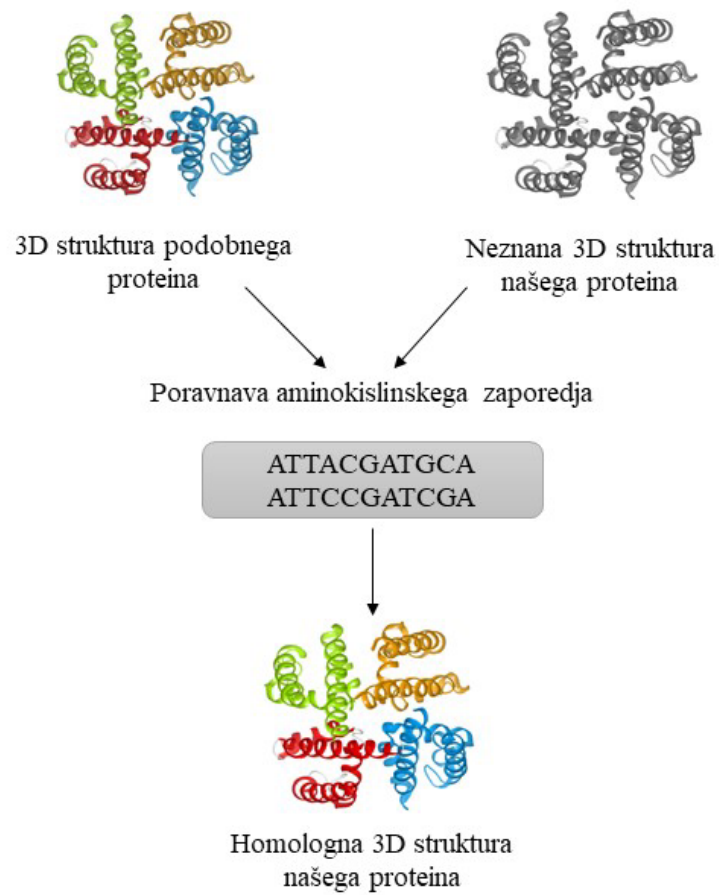 3D struktura podobnega
proteina
Neznana 3D struktura
našega proteina
Poravnava aminokislinskega zaporedja
ATTACGATGCA
ATTCCGATCGA
Homologna 3D struktura
našega proteina